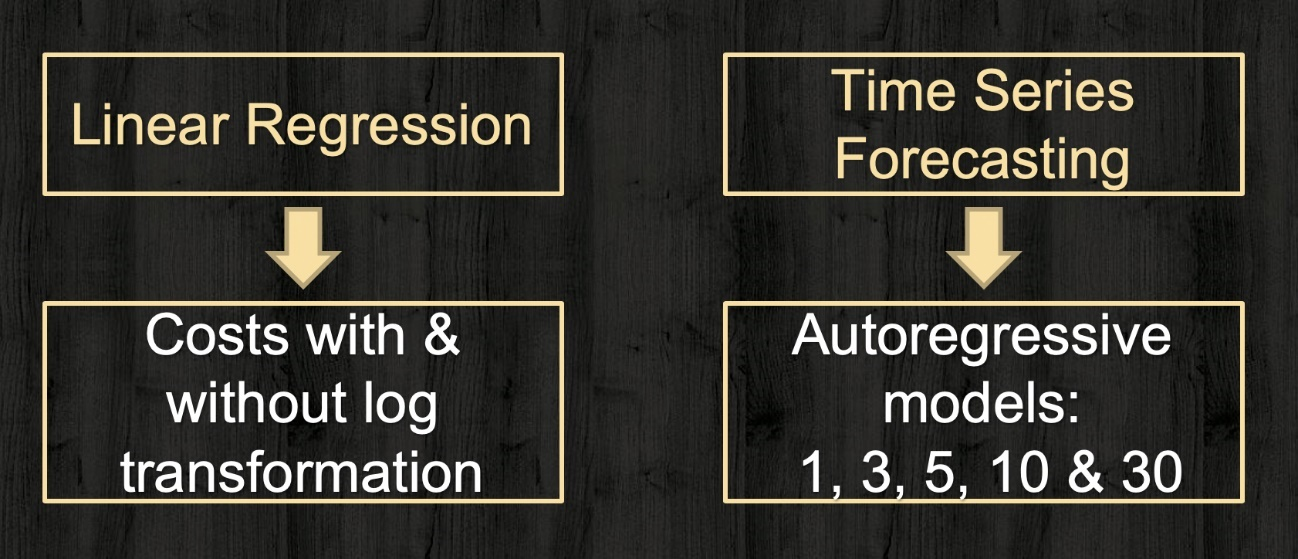 Linear Regression
Costs with &
without log
transformation
Time Series
Forecasting
Autoregressive
models:
1, 3, 5, 10 & 30